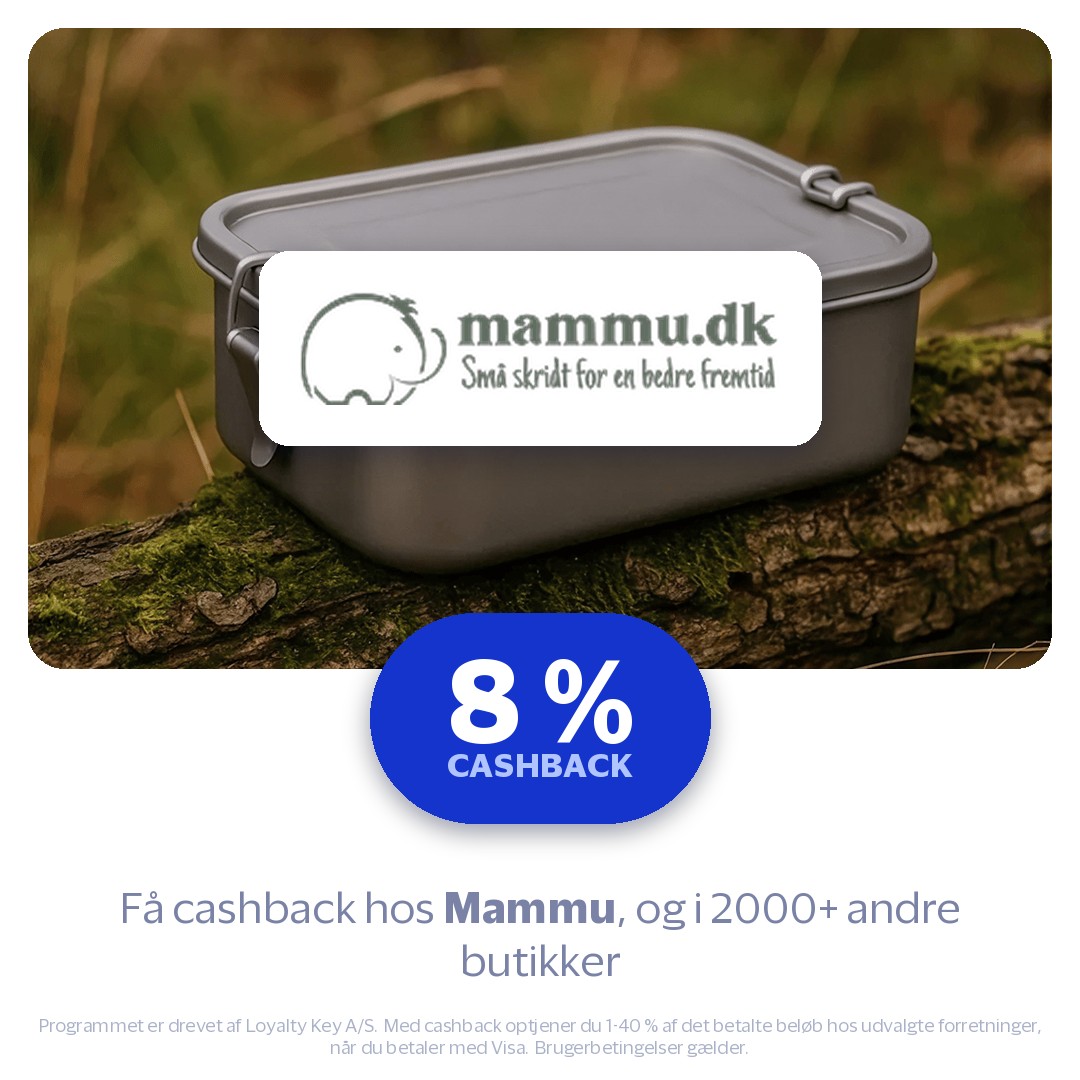 mammu.dk
Små skridt for en bedre fremtid
8 %
CASHBACK
Få cashback hos Mammu, og i 2000+ andre
butikker
Programmet er drevet af Loyalty Key A/S. Med cashback optjener du 1-40 % af det betalte beløb hos udvalgte forretninger,
når du betaler med Visa. Brugerbetingelser gælder.